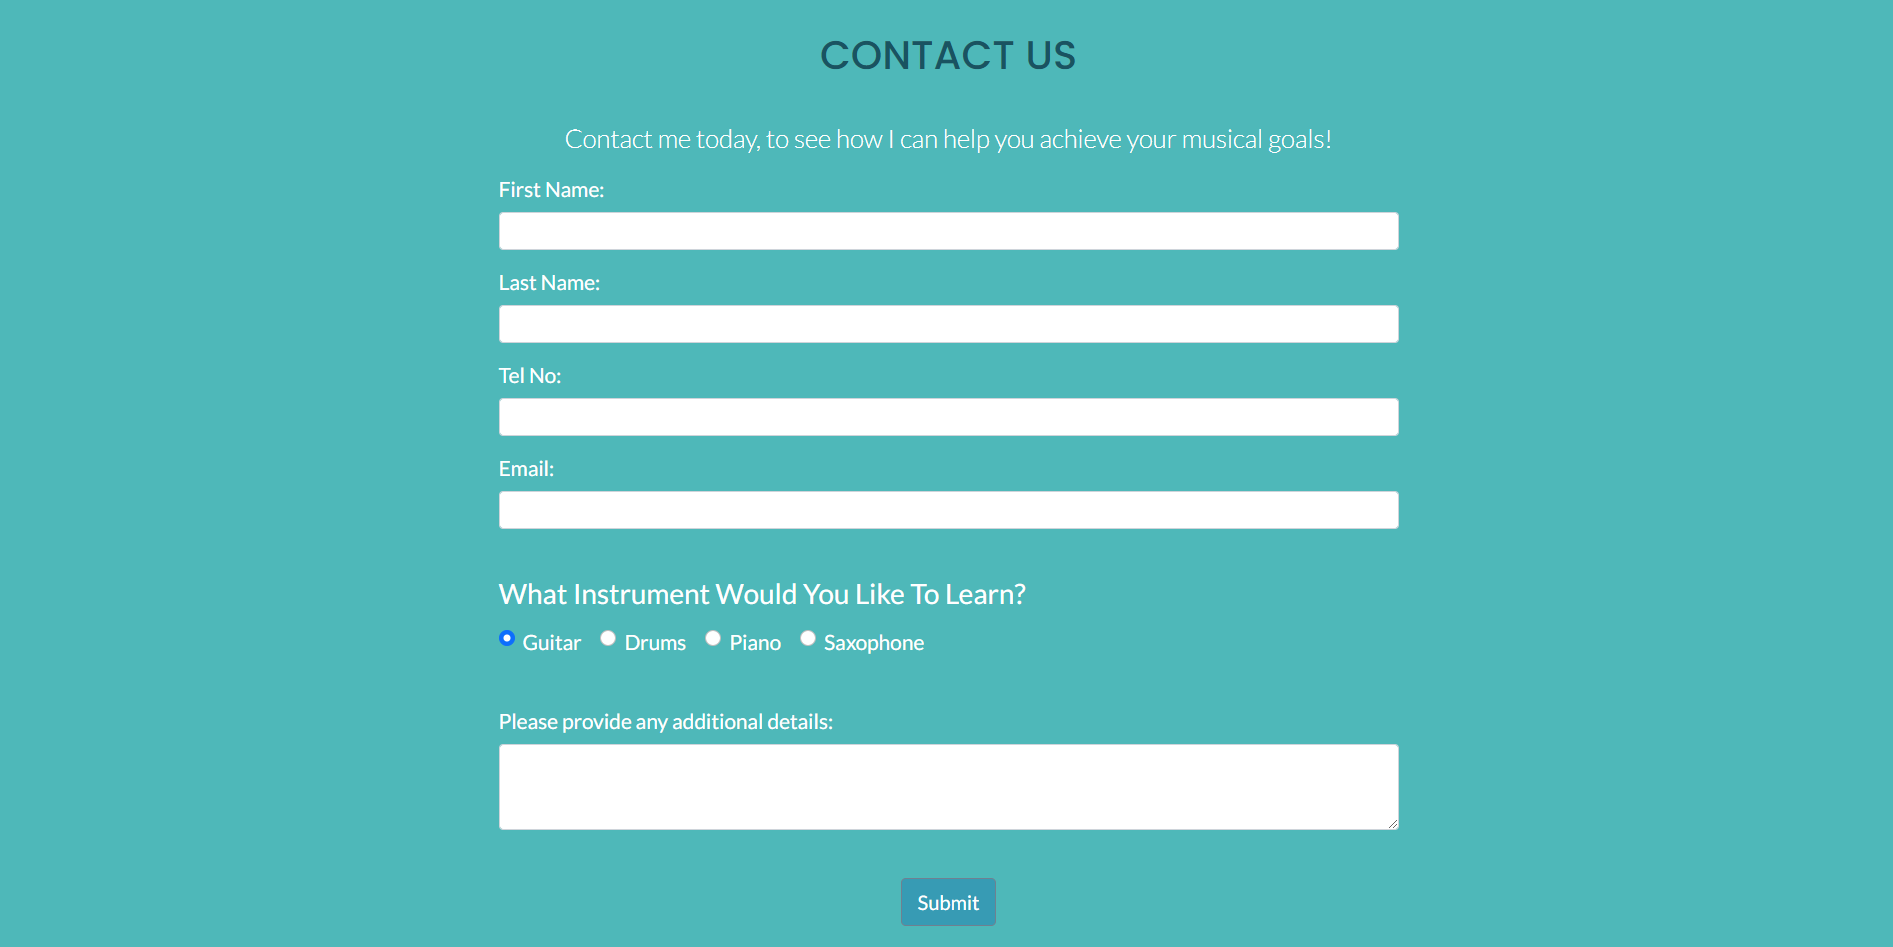 CONTACT US
Contact me today, to see how I can help you achieve your musical goals!
First Name:
Last Name:
Tel No:
Email:
What Instrument Would You Like To Learn?
Guitar Drums Piano Saxophone
Please provide any additional details:
Submit